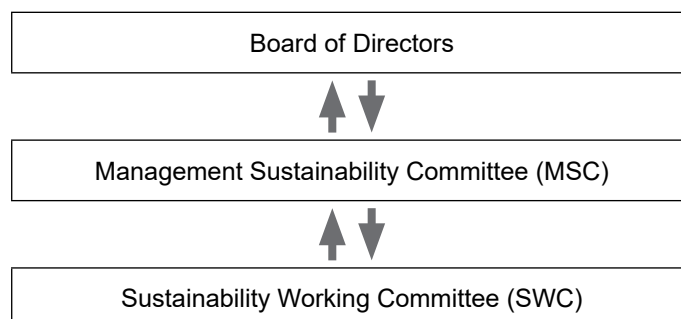 Board of Directors
Management Sustainability Committee (MSC)
Sustainability Working Committee (SWC)